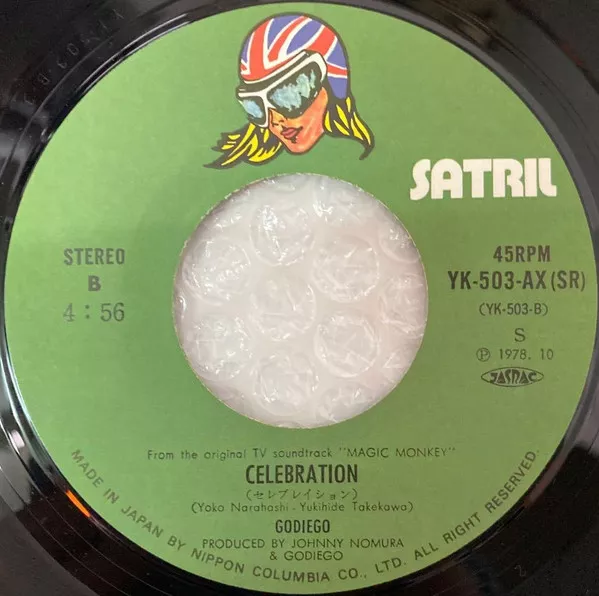 SATRIL
STEREO
B
4:56
45RPM
YK-503-AX(SR)
(YK-503-B)
S
℗ 1978. 10
JASRAC
From the original TV soundtrack "MAGIC MONKEY"
CELEBRATION
(セレブレイション)
(Yoko Narahashi - Yukihide Takekawa)
GODIEGO
PRODUCED BY JOHNNY NOMURA
& GODIEGO
MADE IN JAPAN BY NIPPON COLUMBIA CO., LTD. ALL RIGHT RESERVED.